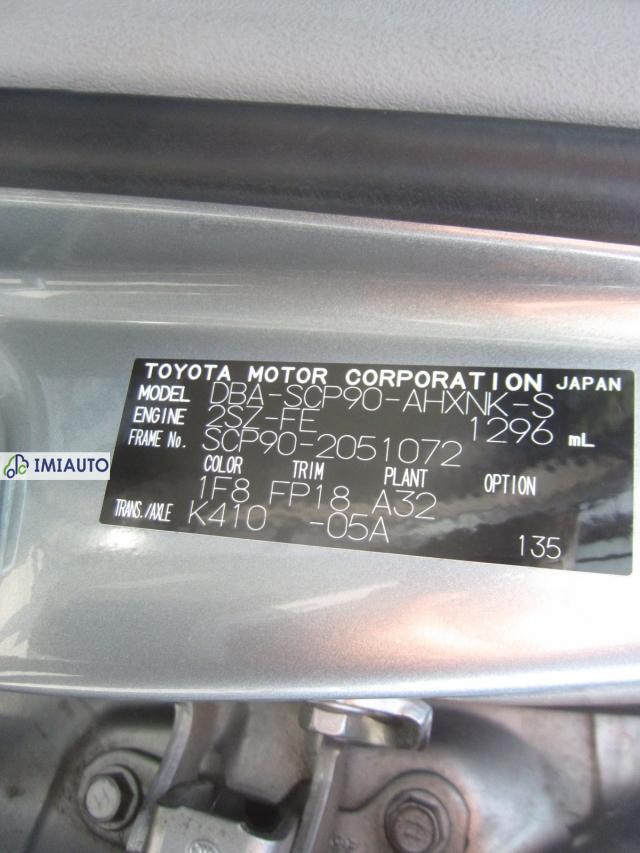 TOYOTA MOTOR CORPORATION JAPAN
MODEL DBA-SCP90-AHXNK-S
ENGINE 2SZ-FE 1296 mL
FRAME No. SCP90-2051072
COLOR TRIM PLANT OPTION
1F8 FP18 A32
TRANS./AXLE K410 -05A
135
IMIAUTO